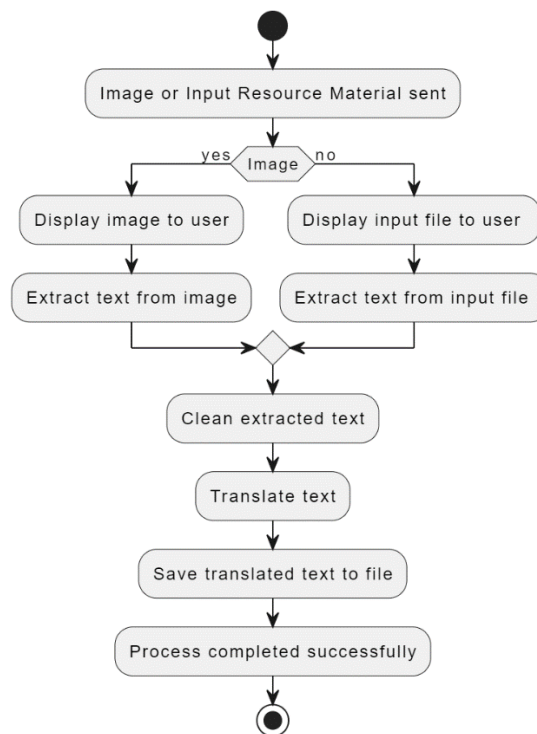 Image or Input Resource Material sent
yes
Image
no
Display image to user
Display input file to user
Extract text from image
Extract text from input file
Clean extracted text
Translate text
Save translated text to file
Process completed successfully